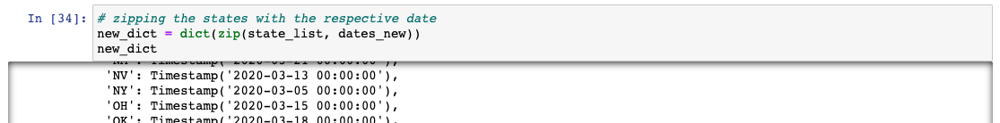 In [34]: # zipping the states with the respective date
new_dict = dict(zip(state_list, dates_new))
new_dict
'NV': Timestamp('2020-03-13 00:00:00'),
'NY': Timestamp('2020-03-05 00:00:00'),
'OH': Timestamp('2020-03-15 00:00:00'),
'OK': Timestamp('2020-03-18 00:00:00'),